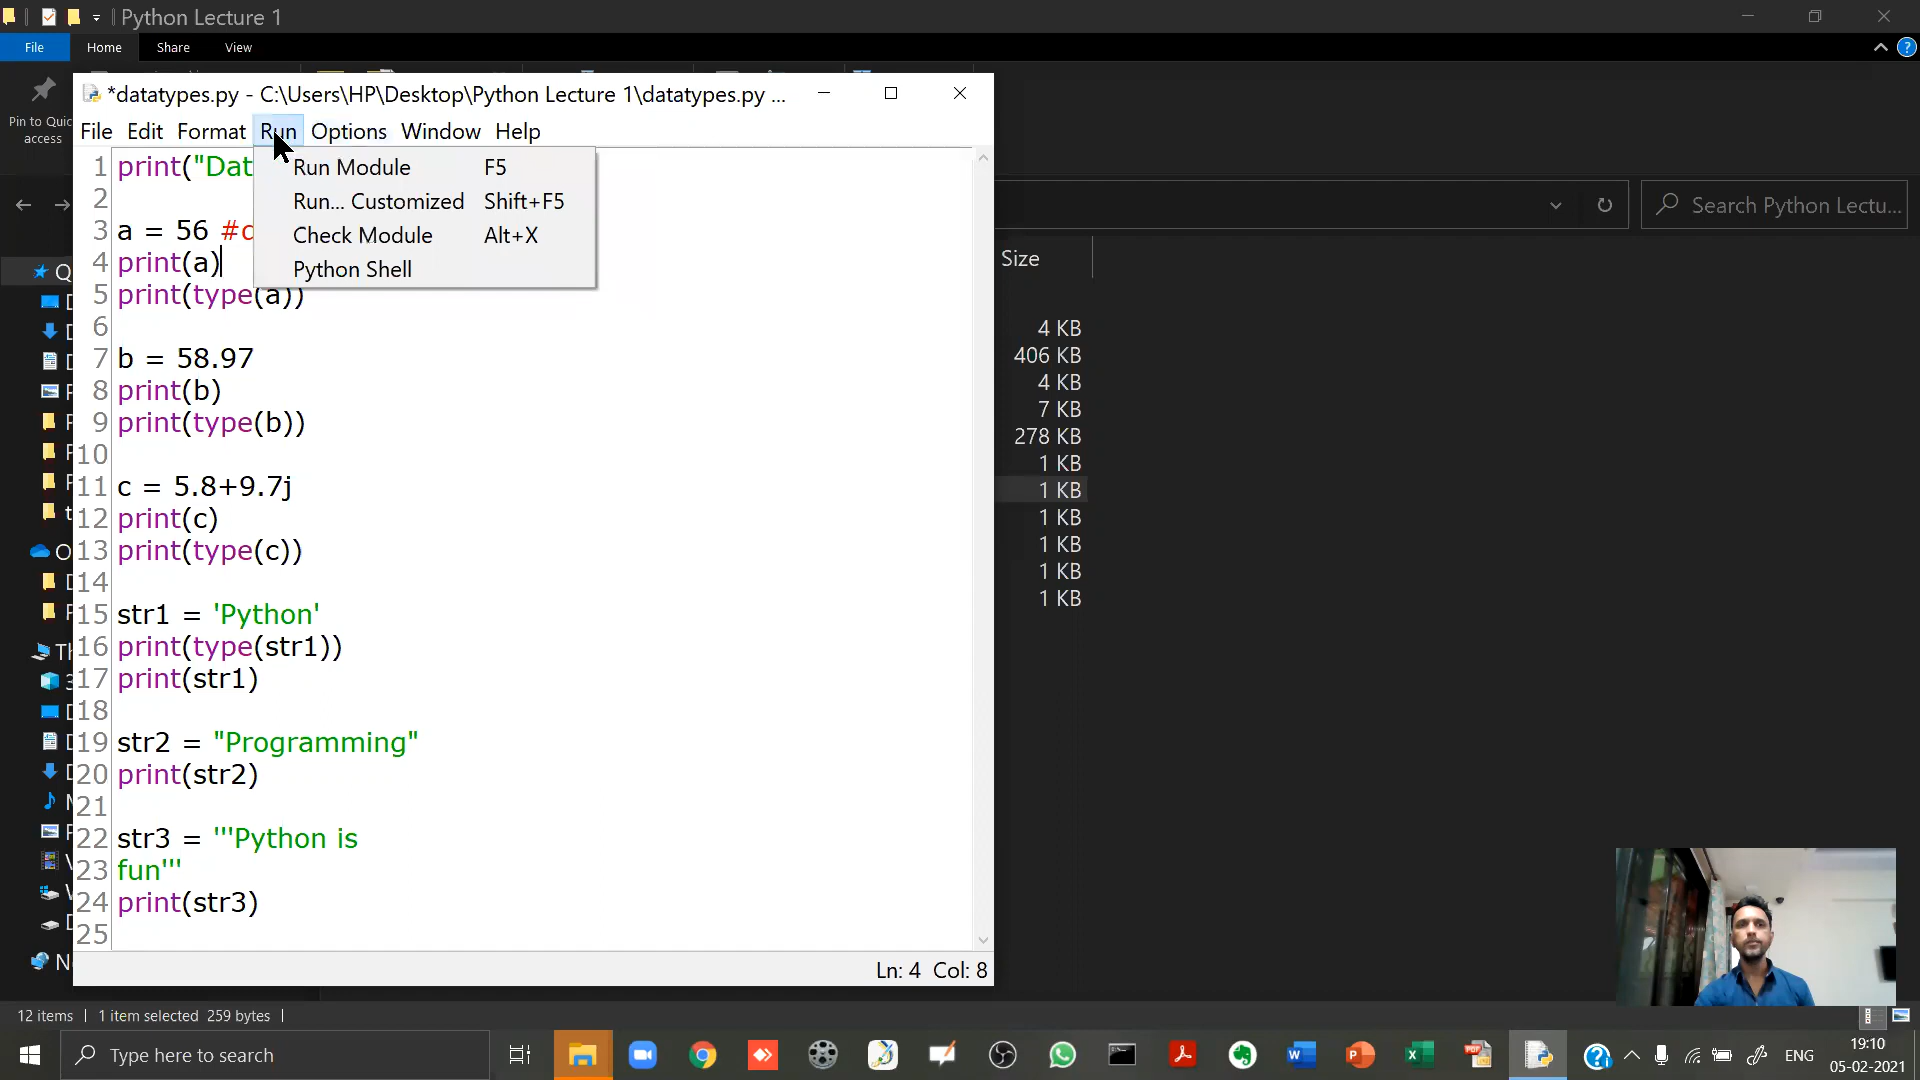 Python Lecture 1
File Home Share View
Pin to Quic
access
*datatypes.py - C:\Users\HP\Desktop\Python Lecture 1\datatypes.py ...
File Edit Format Run Options Window Help
Run Module F5
Run... Customized Shift+F5
Check Module Alt+X
Python Shell
1 print("Dat
2
3 a = 56 #d
4 print(a)
5 print(type(a))
6
7 b = 58.97
8 print(b)
9 print(type(b))
10
11 c = 5.8+9.7j
12 print(c)
13 print(type(c))
14
15 str1 = 'Python'
16 print(type(str1))
17 print(str1)
18
19 str2 = "Programming"
20 print(str2)
21
22 str3 = '''Python is
23 fun'''
24 print(str3)
25
Ln: 4 Col: 8
Search Python Lectu...
Size
4 KB
406 KB
4 KB
7 KB
278 KB
1 KB
1 KB
1 KB
1 KB
1 KB
1 KB
12 items 1 item selected 259 bytes
Type here to search
ENG
19:10
05-02-2021